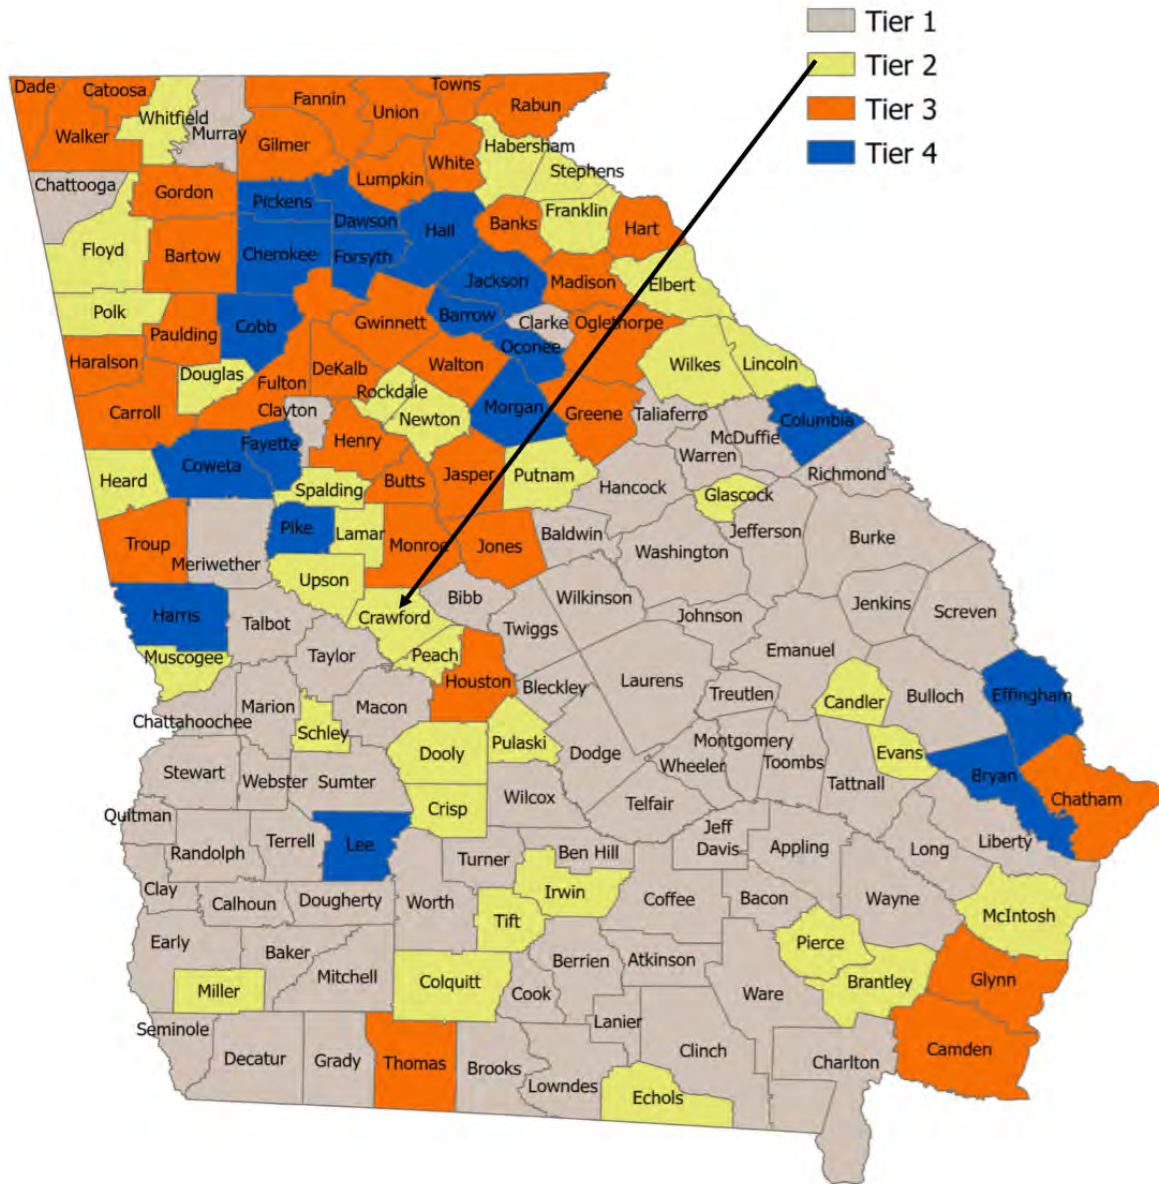 Tier 1
Tier 2
Tier 3
Tier 4
Dade
Catoosa
Fannin
Towns
Union
Rabun
Whitfield
Murray
Walker
Gilmer
White
Habersham
Lumpkin
Stephens
Chattooga
Gordon
Pickens
Dawson
Hall
Banks
Franklin
Hart
Floyd
Bartow
Cherokee
Forsyth
Jackson
Madison
Elbert
Polk
Paulding
Cobb
Gwinnett
Barrow
Clarke
Oglethorpe
Oconee
Haralson
Douglas
Fulton
DeKalb
Walton
Wilkes
Lincoln
Rockdale
Carroll
Clayton
Newton
Morgan
Greene
Taliaferro
Columbia
McDuffie
Fayette
Henry
Warren
Coweta
Heard
Spalding
Butts
Jasper
Putnam
Hancock
Glascock
Richmond
Troup
Meriwether
Pike
Lamar
Monroe
Jones
Baldwin
Washington
Jefferson
Burke
Upson
Harris
Talbot
Crawford
Bibb
Wilkinson
Johnson
Jenkins
Screven
Twiggs
Muscogee
Taylor
Peach
Emanuel
Houston
Bleckley
Laurens
Treutlen
Candler
Bulloch
Effingham
Chattahoochee
Marion
Macon
Schley
Dooly
Pulaski
Dodge
Montgomery
Wheeler
Toombs
Evans
Stewart
Webster
Sumter
Tattnall
Bryan
Chatham
Crisp
Wilcox
Telfair
Quitman
Randolph
Terrell
Lee
Turner
Ben Hill
Jeff
Davis
Appling
Long
Liberty
Clay
Calhoun
Dougherty
Worth
Irwin
Coffee
Bacon
Wayne
Tift
McIntosh
Early
Baker
Mitchell
Pierce
Miller
Colquitt
Cook
Berrien
Atkinson
Ware
Brantley
Glynn
Seminole
Decatur
Grady
Thomas
Brooks
Lanier
Clinch
Charlton
Camden
Lowndes
Echols